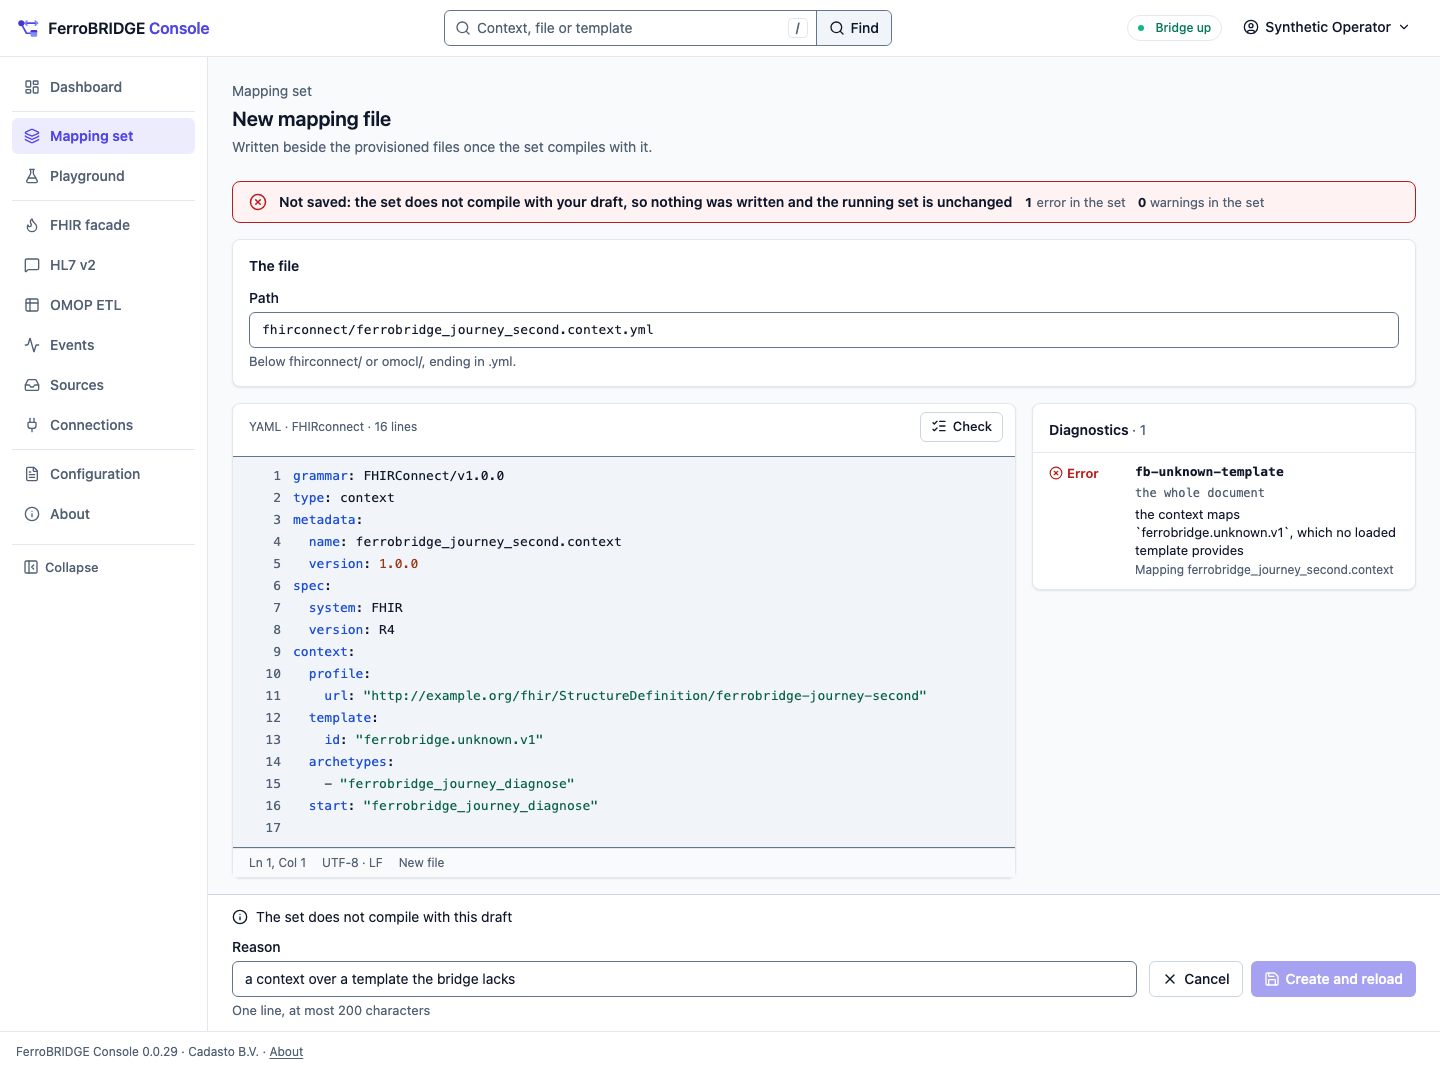 FerroBRIDGE Console
Context, file or template
/
Find
Bridge up
Synthetic Operator
Dashboard
Mapping set
Playground
FHIR facade
HL7 v2
OMOP ETL
Events
Sources
Connections
Configuration
About
Collapse
Mapping set
New mapping file
Written beside the provisioned files once the set compiles with it.
Not saved: the set does not compile with your draft, so nothing was written and the running set is unchanged 1 error in the set 0 warnings in the set
The file
Path
fhirconnect/ferrobridge_journey_second.context.yml
Below fhirconnect/ or omocl/, ending in .yml.
YAML · FHIRconnect · 16 lines
Check
1 grammar: FHIRConnect/v1.0.0
2 type: context
3 metadata:
4   name: ferrobridge_journey_second.context
5   version: 1.0.0
6 spec:
7   system: FHIR
8   version: R4
9 context:
10   profile:
11     url: "http://example.org/fhir/StructureDefinition/ferrobridge-journey-second"
12   template:
13     id: "ferrobridge.unknown.v1"
14   archetypes:
15     - "ferrobridge_journey_diagnose"
16   start: "ferrobridge_journey_diagnose"
17
Ln 1, Col 1 UTF-8 · LF New file
Diagnostics · 1
Error
fb-unknown-template
the whole document
the context maps
`ferrobridge.unknown.v1`, which no loaded
template provides
Mapping ferrobridge_journey_second.context
The set does not compile with this draft
Reason
a context over a template the bridge lacks
Cancel
Create and reload
One line, at most 200 characters
FerroBRIDGE Console 0.0.29 · Cadasto B.V. · About